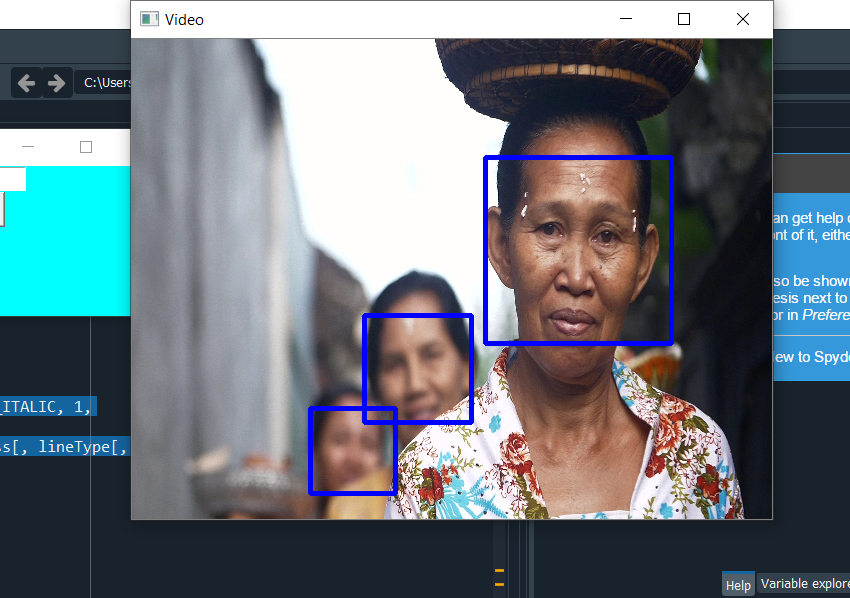 Video
C:\Users
an get help
nt of it, eithe
so be shown
esis next to
or in Prefere
ew to Spyde
_ITALIC, 1,
ss[, lineType[,
Help
Variable explore